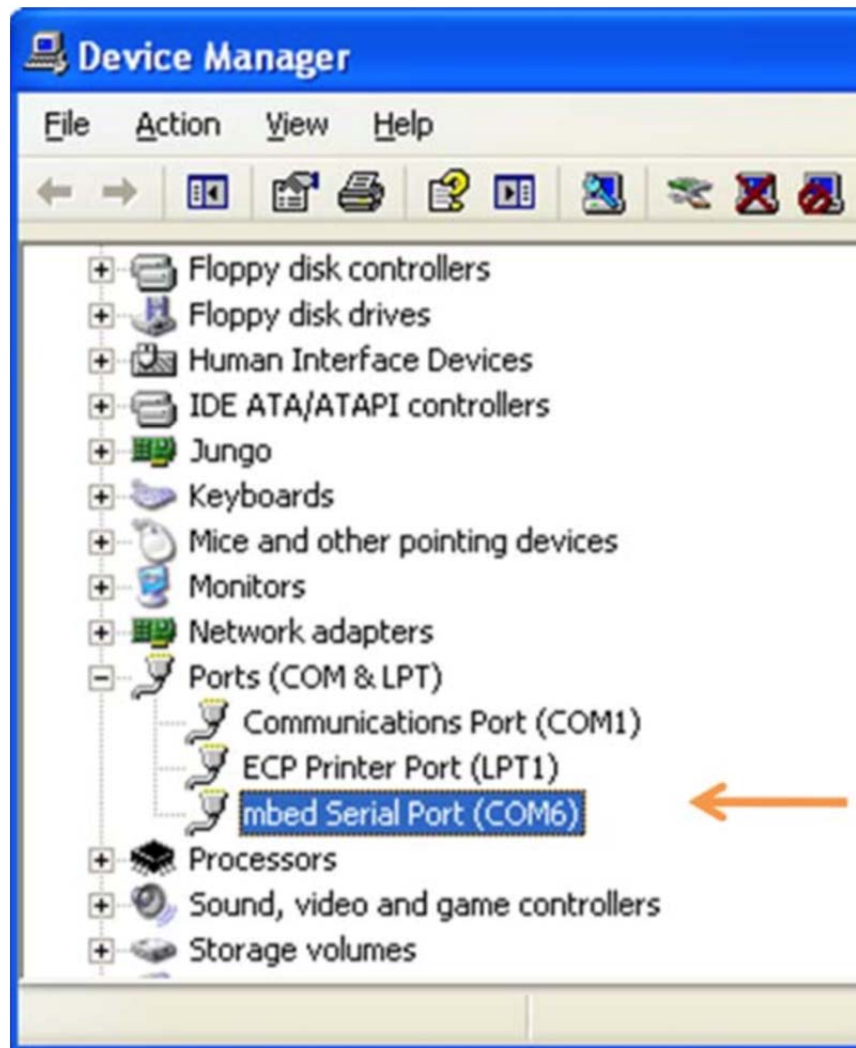 Device Manager
File Action View Help
Floppy disk controllers
Floppy disk drives
Human Interface Devices
IDE ATA/ATAPI controllers
Jungo
Keyboards
Mice and other pointing devices
Monitors
Network adapters
Ports (COM & LPT)
Communications Port (COM1)
ECP Printer Port (LPT1)
mbed Serial Port (COM6)
Processors
Sound, video and game controllers
Storage volumes